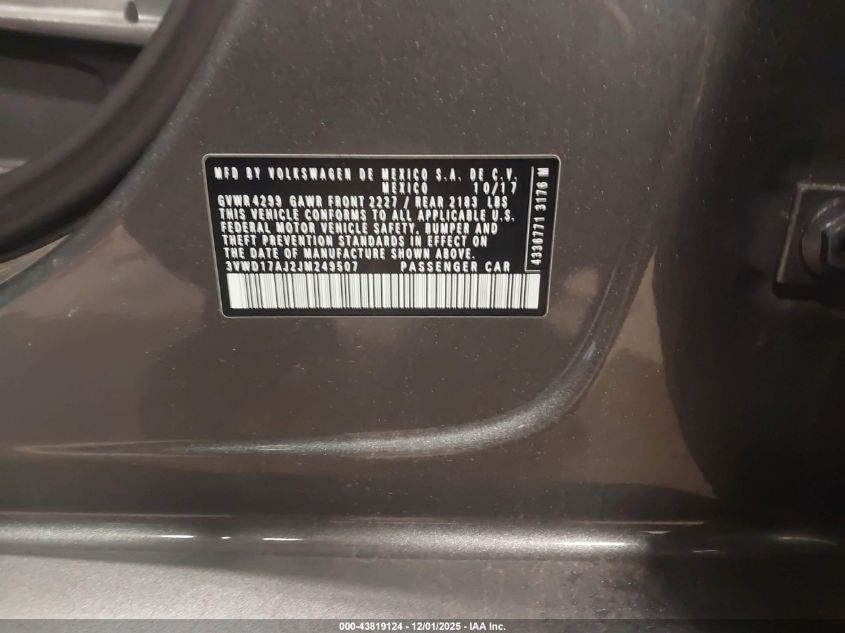 MFD BY VOLKSWAGEN DE MEXICO S.A. DE C.V.
MEXICO 10/17
GVWR 4299 GAWR FRONT 2227 / REAR 2183 LBS
THIS VEHICLE CONFORMS TO ALL APPLICABLE U.S.
FEDERAL MOTOR VEHICLE SAFETY, BUMPER AND
THEFT PREVENTION STANDARDS IN EFFECT ON
THE DATE OF MANUFACTURE SHOWN ABOVE.
3VWD17AJ2JM249507 PASSENGER CAR
4336771 3176 M
000-43819124 - 12/01/2025 - IAA Inc.